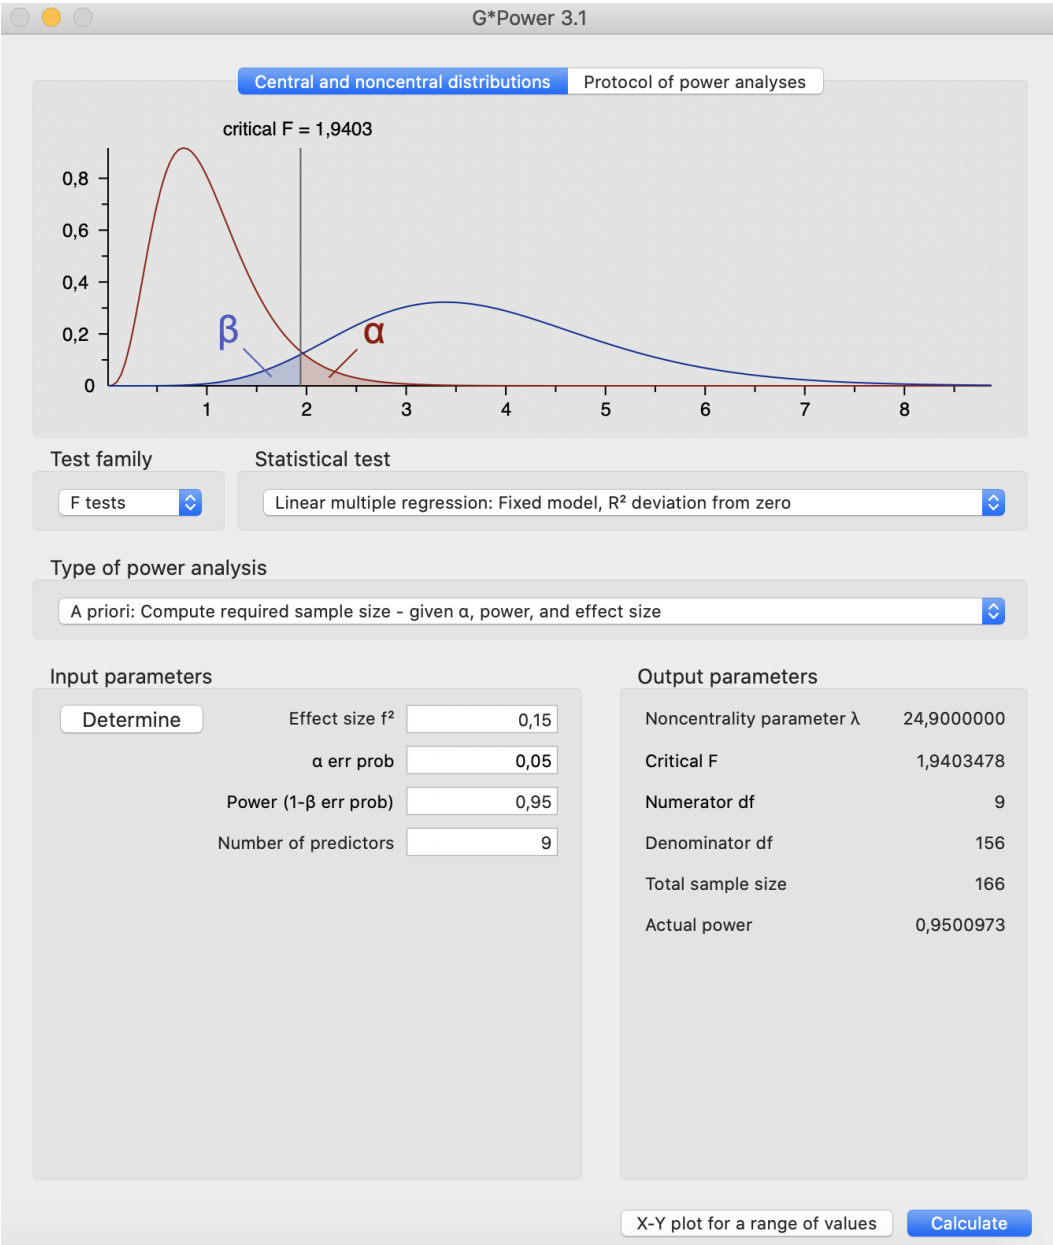 G*Power 3.1
Central and noncentral distributions
Protocol of power analyses
critical F = 1,9403
0,8
0,6
0,4
0,2
0
β
α
1 2 3 4 5 6 7 8
Test family
Statistical test
F tests
Linear multiple regression: Fixed model, R² deviation from zero
Type of power analysis
A priori: Compute required sample size - given α, power, and effect size
Input parameters
Determine
Effect size f² 0,15
α err prob 0,05
Power (1-β err prob) 0,95
Number of predictors 9
Output parameters
Noncentrality parameter λ 24,9000000
Critical F 1,9403478
Numerator df 9
Denominator df 156
Total sample size 166
Actual power 0,9500973
X-Y plot for a range of values
Calculate